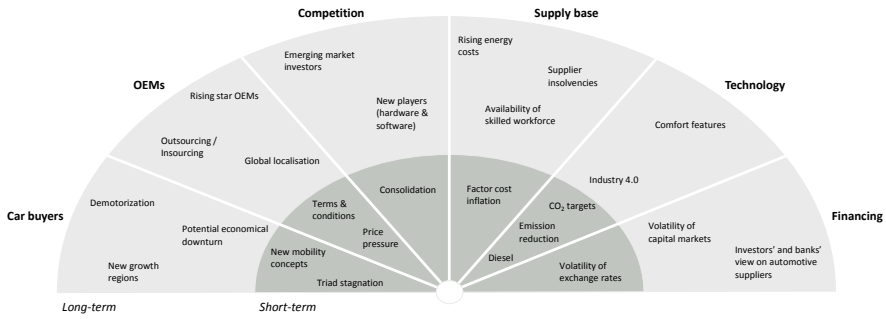 Competition
Supply base
Rising energy
costs
Emerging market
investors
Supplier
insolvencies
OEMs
Technology
Rising star OEMs
New players
(hardware &
software)
Availability of
skilled workforce
Comfort features
Outsourcing /
Insourcing
Global localisation
Industry 4.0
Consolidation
Factor cost
inflation
Demotorization
Terms &
conditions
CO₂ targets
Car buyers
Financing
Potential economical
downturn
Price
pressure
Emission
reduction
Volatility of
capital markets
New mobility
concepts
Diesel
Investors' and banks'
view on automotive
suppliers
New growth
regions
Volatility of
exchange rates
Triad stagnation
Long-term
Short-term